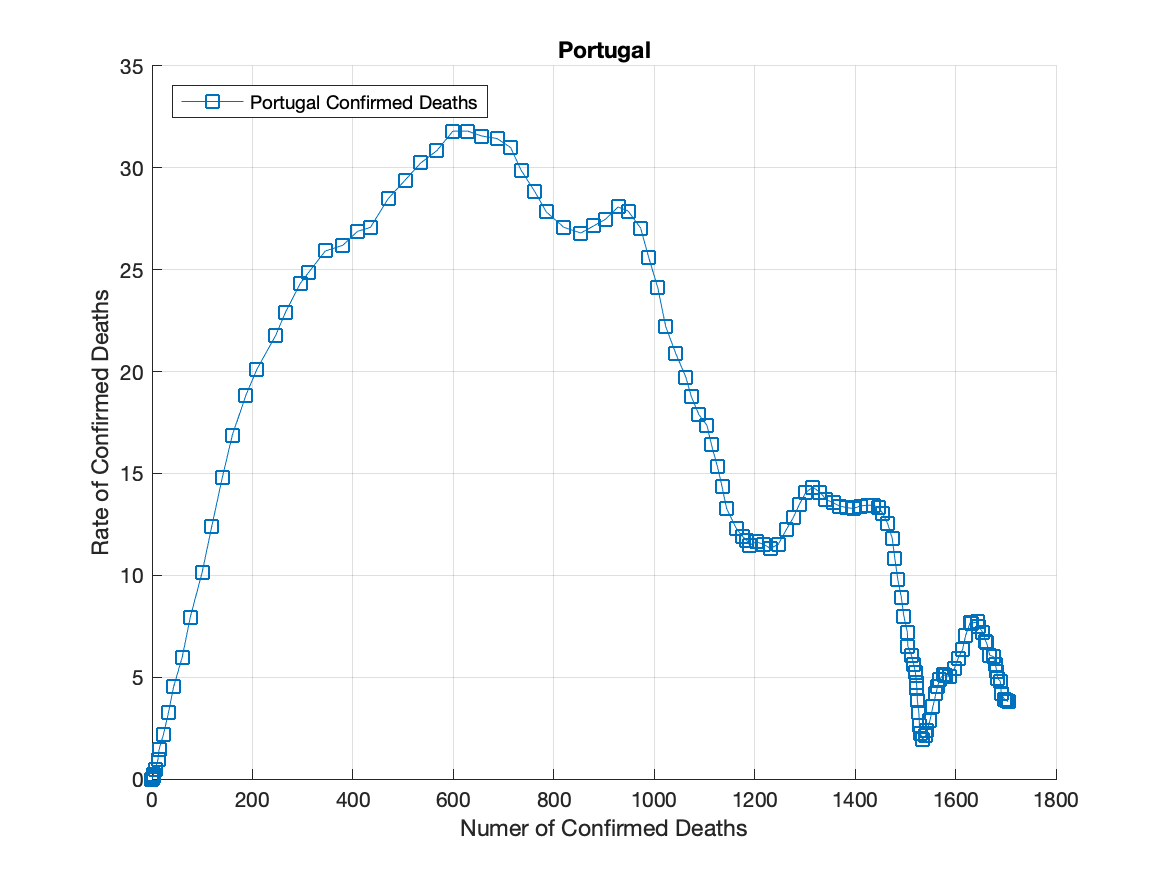 Portugal
Portugal Confirmed Deaths
35
30
25
20
15
10
5
0
Rate of Confirmed Deaths
0 200 400 600 800 1000 1200 1400 1600 1800
Numer of Confirmed Deaths